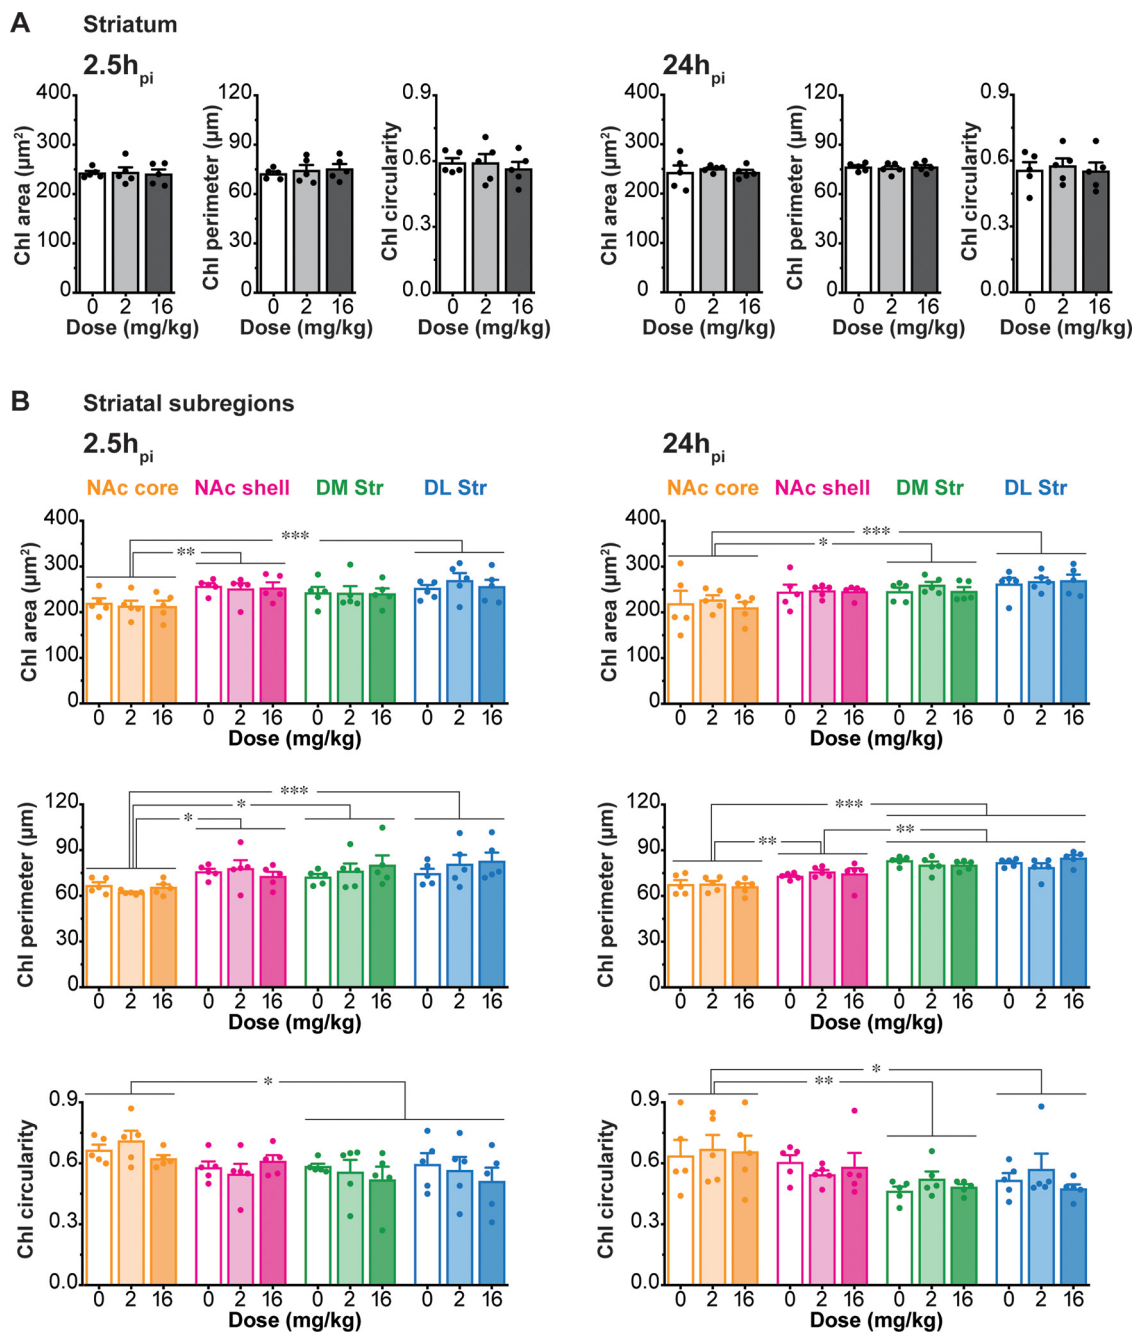 A Striatum
2.5hpi 24hpi
400 300 200 100 0 ChI area (µm²) 0 2 16 Dose (mg/kg)
120 90 60 30 0 ChI perimeter (µm) 0 2 16 Dose (mg/kg)
0.9 0.6 0.3 0.0 ChI circularity 0 2 16 Dose (mg/kg)
400 300 200 100 0 ChI area (µm²) 0 2 16 Dose (mg/kg)
120 90 60 30 0 ChI perimeter (µm) 0 2 16 Dose (mg/kg)
0.9 0.6 0.3 0.0 ChI circularity 0 2 16 Dose (mg/kg)
B Striatal subregions
2.5hpi 24hpi
NAc core NAc shell DM Str DL Str
NAc core NAc shell DM Str DL Str
400 300 200 100 0 ChI area (µm²)
*** **
0 2 16 0 2 16 0 2 16 0 2 16
Dose (mg/kg)
400 300 200 100 0 ChI area (µm²)
*** *
0 2 16 0 2 16 0 2 16 0 2 16
Dose (mg/kg)
120 90 60 30 0 ChI perimeter (µm)
*** * *
0 2 16 0 2 16 0 2 16 0 2 16
Dose (mg/kg)
120 90 60 30 0 ChI perimeter (µm)
*** ** **
0 2 16 0 2 16 0 2 16 0 2 16
Dose (mg/kg)
0.9 0.6 0.3 0.0 ChI circularity
*
0 2 16 0 2 16 0 2 16 0 2 16
Dose (mg/kg)
0.9 0.6 0.3 0.0 ChI circularity
* **
0 2 16 0 2 16 0 2 16 0 2 16
Dose (mg/kg)